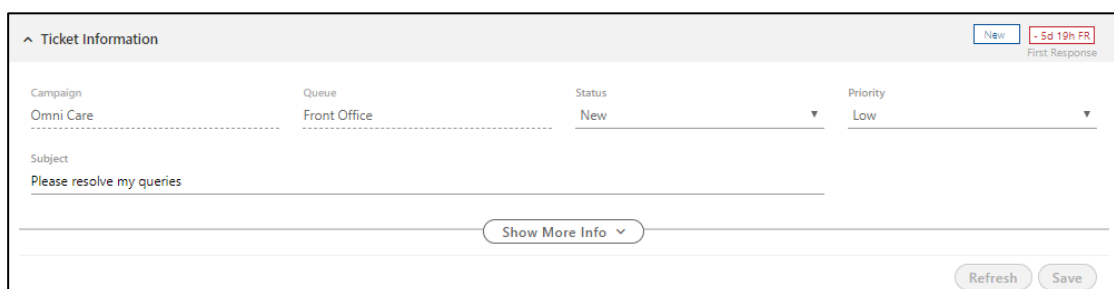 Ticket Information
New
- 5d 19h FR
First Response
Campaign
Queue
Status
Priority
Omni Care
Front Office
New
Low
Subject
Please resolve my queries
Show More Info
Refresh
Save